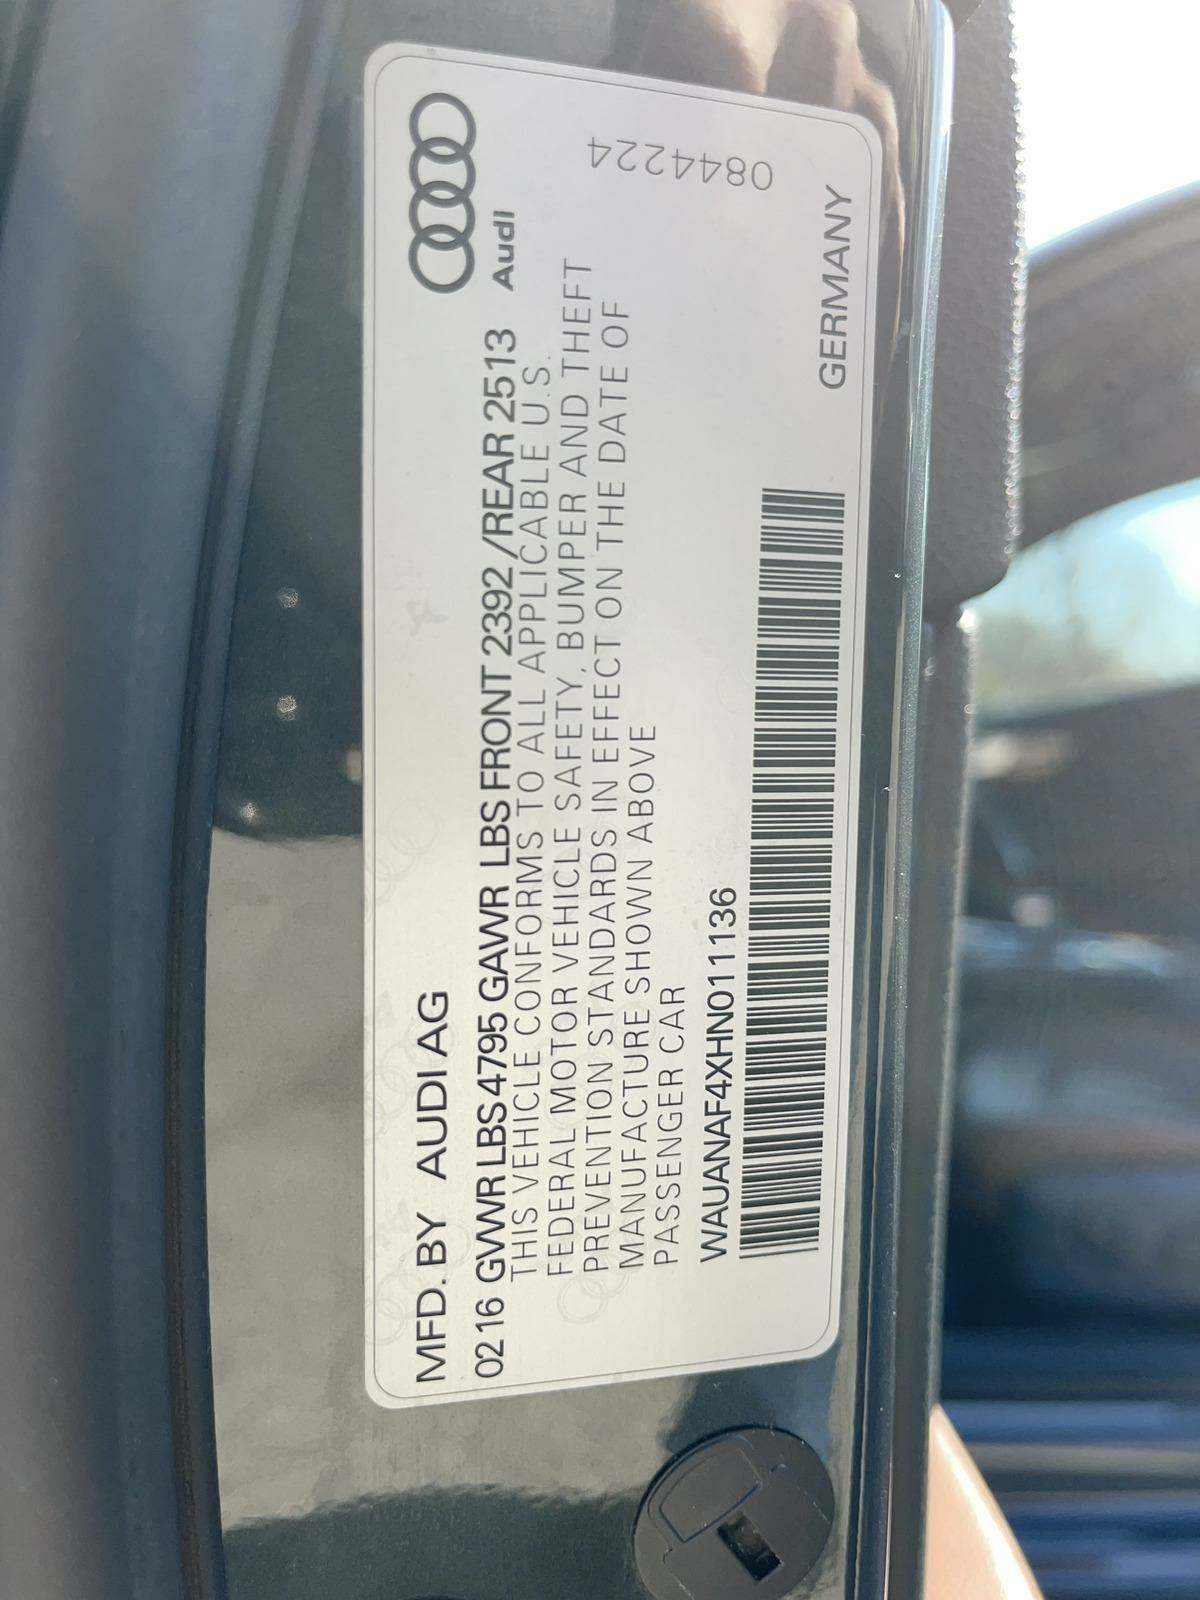 MFD. BY AUDI AG
Audi
02 16 GVWR LBS 4795 GAWR LBS FRONT 2392 /REAR 2513
THIS VEHICLE CONFORMS TO ALL APPLICABLE U.S.
FEDERAL MOTOR VEHICLE SAFETY, BUMPER AND THEFT
PREVENTION STANDARDS IN EFFECT ON THE DATE OF
MANUFACTURE SHOWN ABOVE
PASSENGER CAR
WAUANAF4XHN011136
0844224
GERMANY